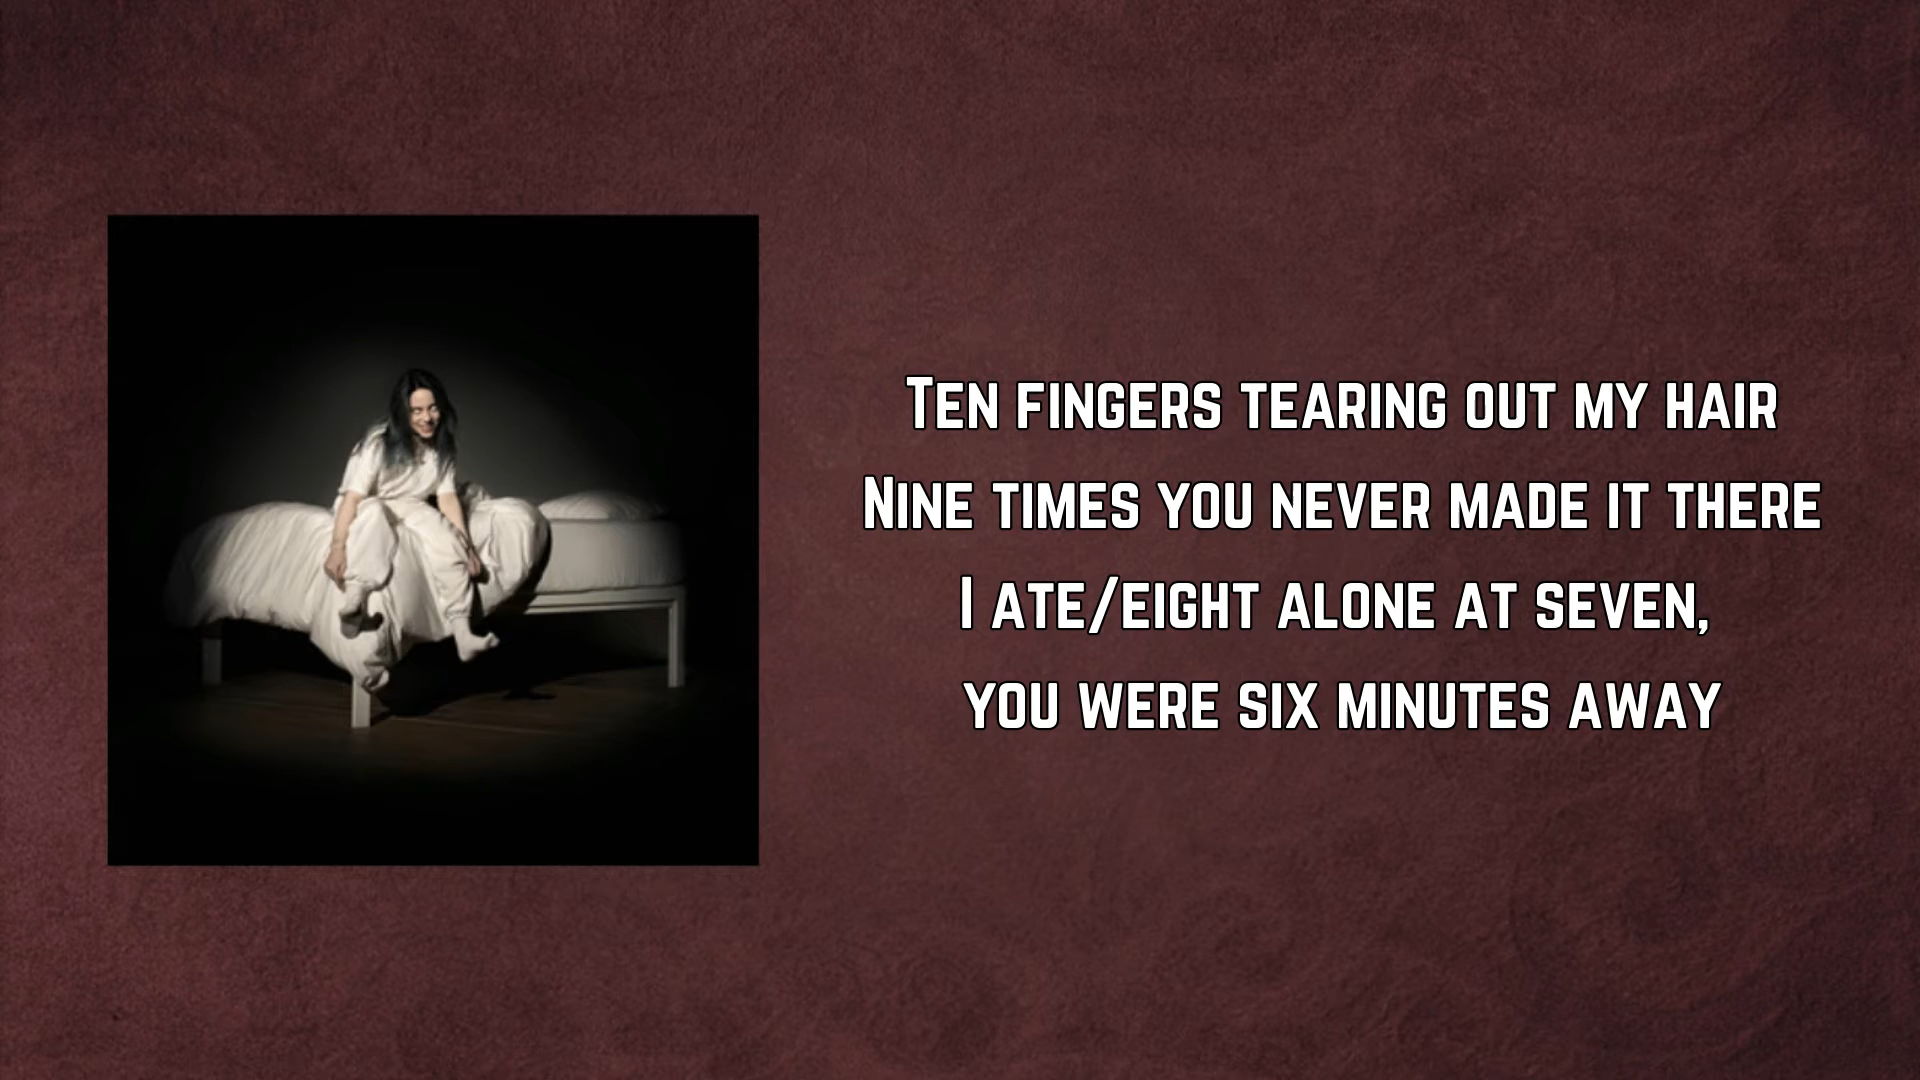 Ten fingers tearing out my hair
Nine times you never made it there
I ate/eight alone at seven,
you were six minutes away